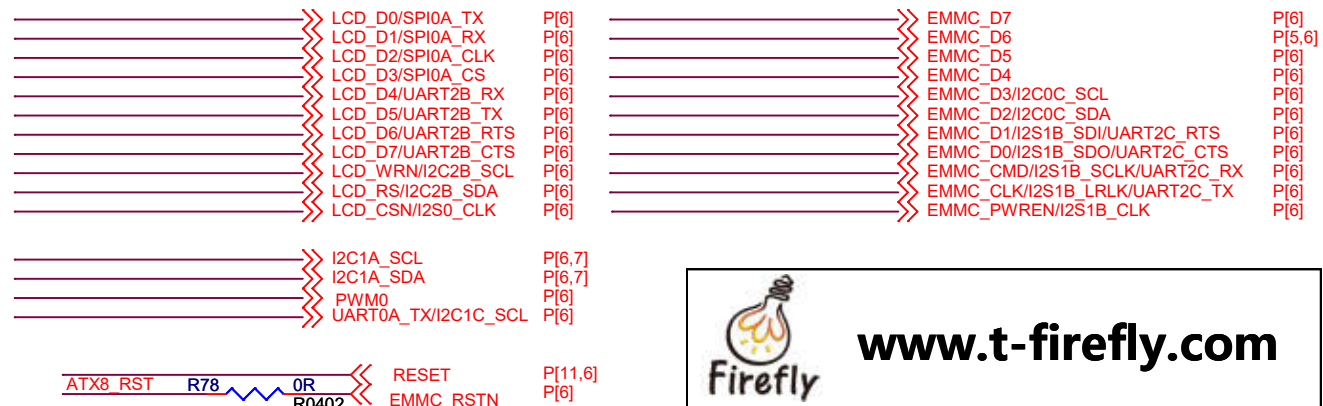 LCD_D0/SPI0A_TX P[6]
LCD_D1/SPI0A_RX P[6]
LCD_D2/SPI0A_CLK P[6]
LCD_D3/SPI0A_CS P[6]
LCD_D4/UART2B_RX P[6]
LCD_D5/UART2B_TX P[6]
LCD_D6/UART2B_RTS P[6]
LCD_D7/UART2B_CTS P[6]
LCD_WRN/I2C2B_SCL P[6]
LCD_RS/I2C2B_SDA P[6]
LCD_CSN/I2S0_CLK P[6]
EMMC_D7 P[6]
EMMC_D6 P[5,6]
EMMC_D5 P[6]
EMMC_D4 P[6]
EMMC_D3/I2C0C_SCL P[6]
EMMC_D2/I2C0C_SDA P[6]
EMMC_D1/I2S1B_SDI/UART2C_RTS P[6]
EMMC_D0/I2S1B_SDO/UART2C_CTS P[6]
EMMC_CMD/I2S1B_SCLK/UART2C_RX P[6]
EMMC_CLK/I2S1B_LRLK/UART2C_TX P[6]
EMMC_PWREN/I2S1B_CLK P[6]
I2C1A_SCL P[6,7]
I2C1A_SDA P[6,7]
PWM0 P[6]
UART0A_TX/I2C1C_SCL P[6]
RESET P[11,6]
ATX8_RST R78 0R
R0402 EMMC_RSTN P[6]
Firefly
www.t-firefly.com